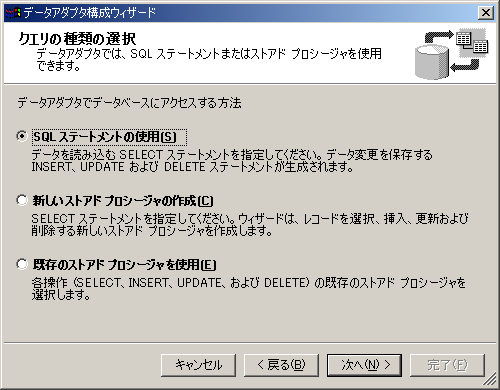 データアダプタ構成ウィザード
クエリの種類の選択
データアダプタでは、SQL ステートメントまたはストアド プロシージャを使用
できます。
データアダプタでデータベースにアクセスする方法
SQL ステートメントの使用(S)
データを読み込む SELECT ステートメントを指定してください。データ変更を保存する
INSERT、UPDATE および DELETE ステートメントが生成されます。
新しいストアド プロシージャの作成(C)
SELECT ステートメントを指定してください。ウィザードは、レコードを選択、挿入、更新および
削除する新しいストアド プロシージャを作成します。
既存のストアド プロシージャを使用(E)
各操作 (SELECT、INSERT、UPDATE、および DELETE) の既存のストアド プロシージャを
選択します。
キャンセル
< 戻る(B)
次へ(N) >
完了(F)